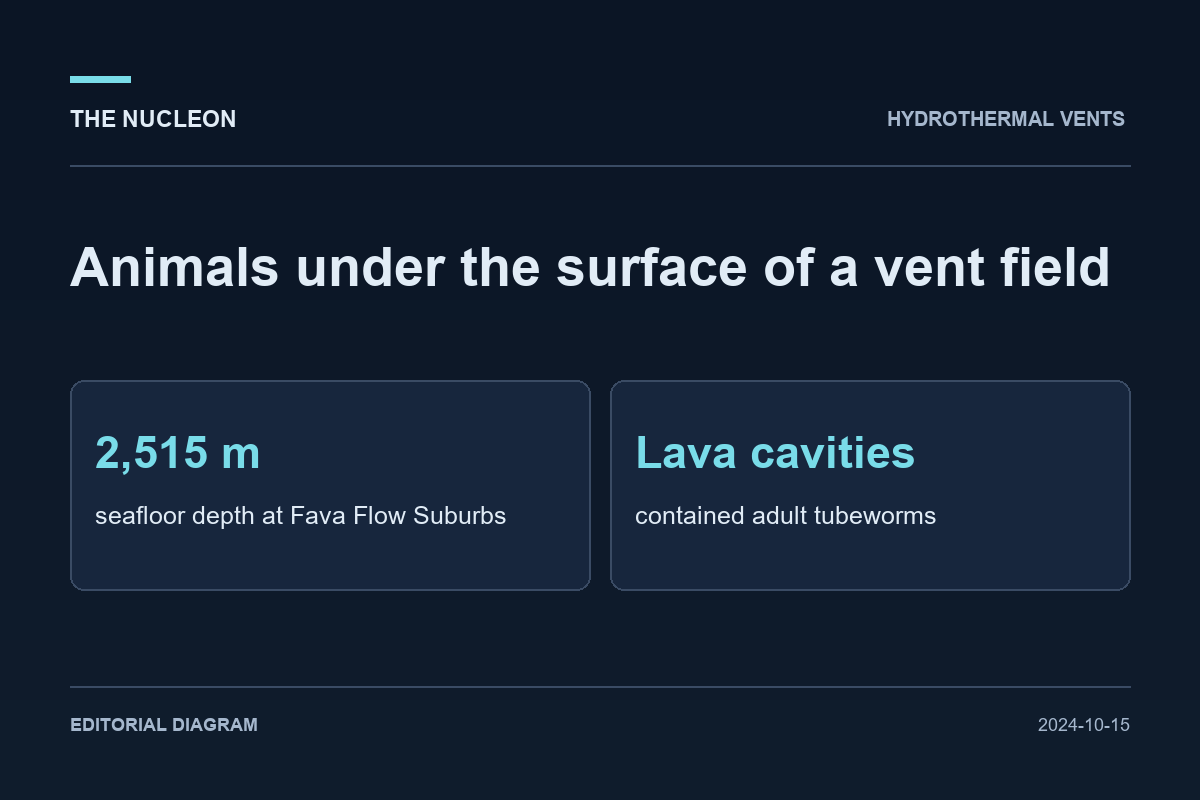 THE NUCLEON
HYDROTHERMAL VENTS
Animals under the surface of a vent field
2,515 m
seafloor depth at Fava Flow Suburbs
Lava cavities
contained adult tubeworms
EDITORIAL DIAGRAM
2024-10-15